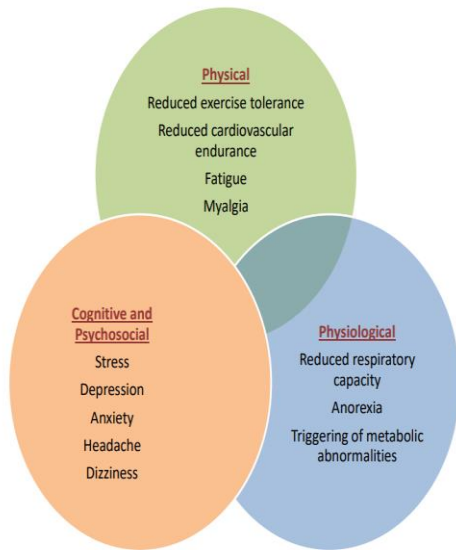 Physical
Reduced exercise tolerance
Reduced cardiovascular
endurance
Fatigue
Myalgia
Cognitive and
Psychosocial
Stress
Depression
Anxiety
Headache
Dizziness
Physiological
Reduced respiratory
capacity
Anorexia
Triggering of metabolic
abnormalities